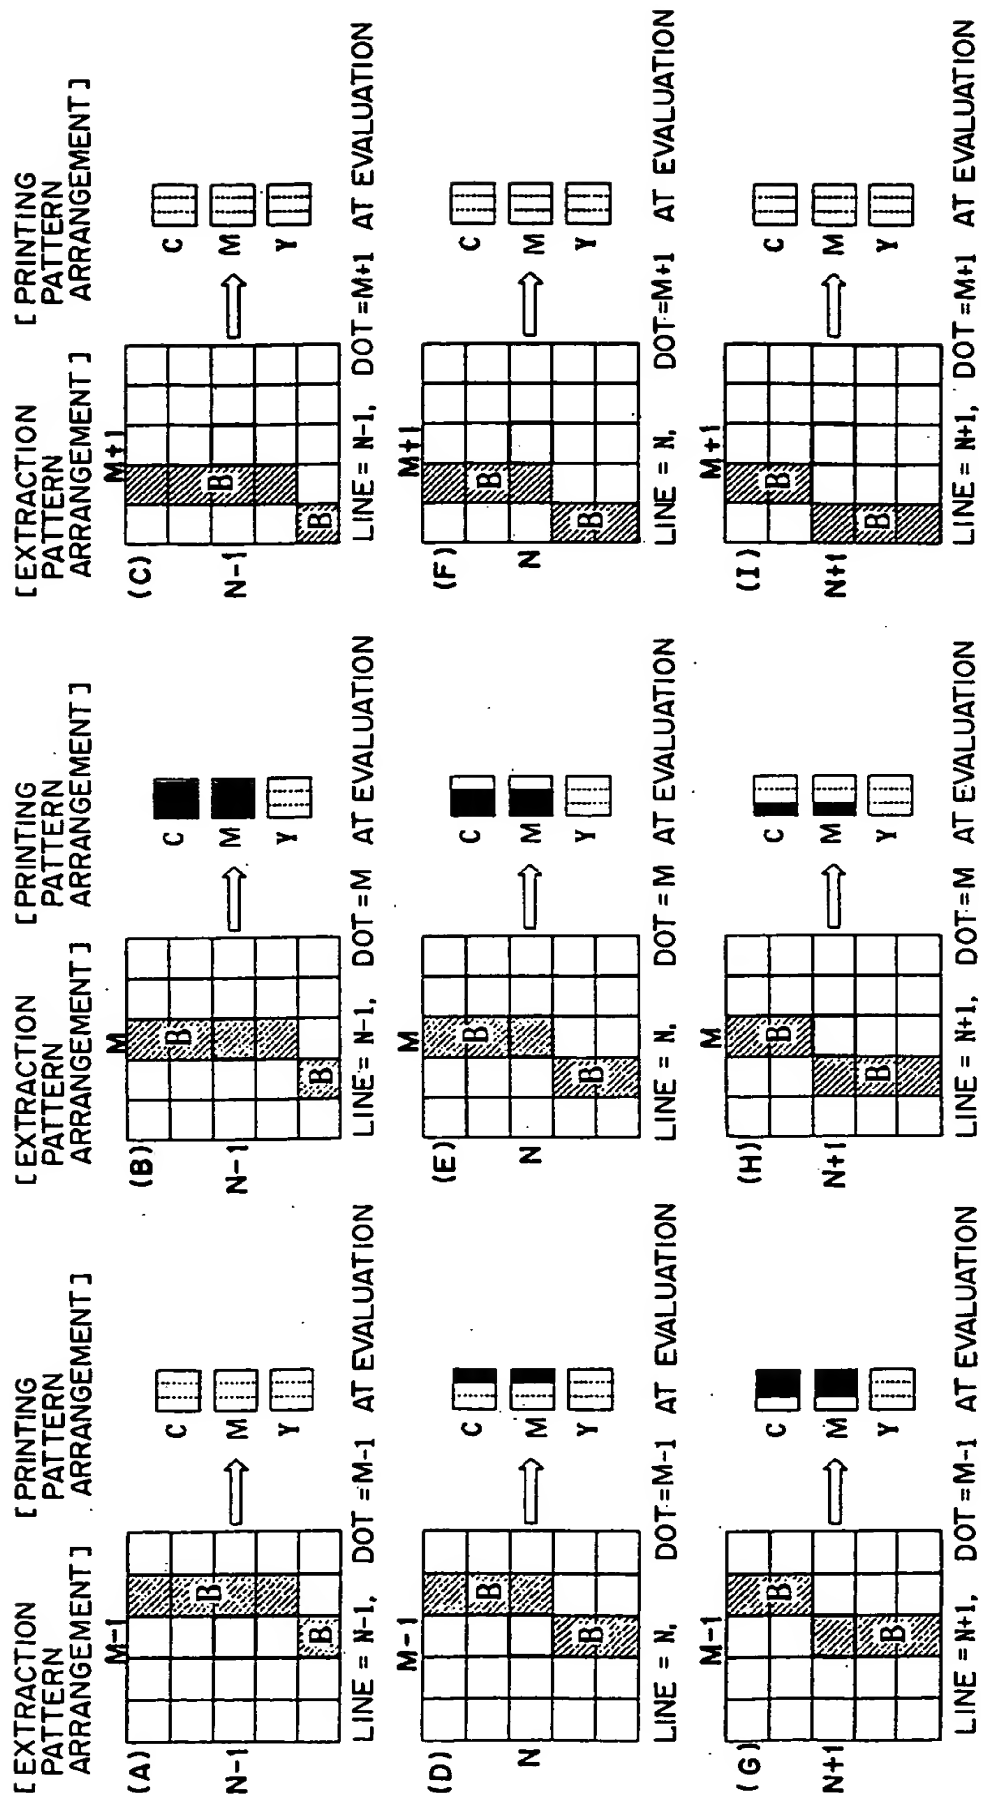 [EXTRACTION
PATTERN
ARRANGEMENT]
[PRINTING
PATTERN
ARRANGEMENT]
[EXTRACTION
PATTERN
ARRANGEMENT]
[PRINTING
PATTERN
ARRANGEMENT]
[EXTRACTION
PATTERN
ARRANGEMENT]
[PRINTING
PATTERN
ARRANGEMENT]
(A)
M-1
N-1
B
B
C
M
Y
LINE = N-1, DOT = M-1 AT EVALUATION
(B)
M
N-1
B
B
C
M
Y
LINE = N-1, DOT = M AT EVALUATION
(C)
M+1
N-1
B
B
C
M
Y
LINE = N-1, DOT = M+1 AT EVALUATION
(D)
M-1
N
B
B
C
M
Y
LINE = N, DOT = M-1 AT EVALUATION
(E)
M
N
B
B
C
M
Y
LINE = N, DOT = M AT EVALUATION
(F)
M+1
N
B
B
C
M
Y
LINE = N, DOT = M+1 AT EVALUATION
(G)
M-1
N+1
B
B
C
M
Y
LINE = N+1, DOT = M-1 AT EVALUATION
(H)
M
N+1
B
B
C
M
Y
LINE = N+1, DOT = M AT EVALUATION
(I)
M+1
N+1
B
B
C
M
Y
LINE = N+1, DOT = M+1 AT EVALUATION